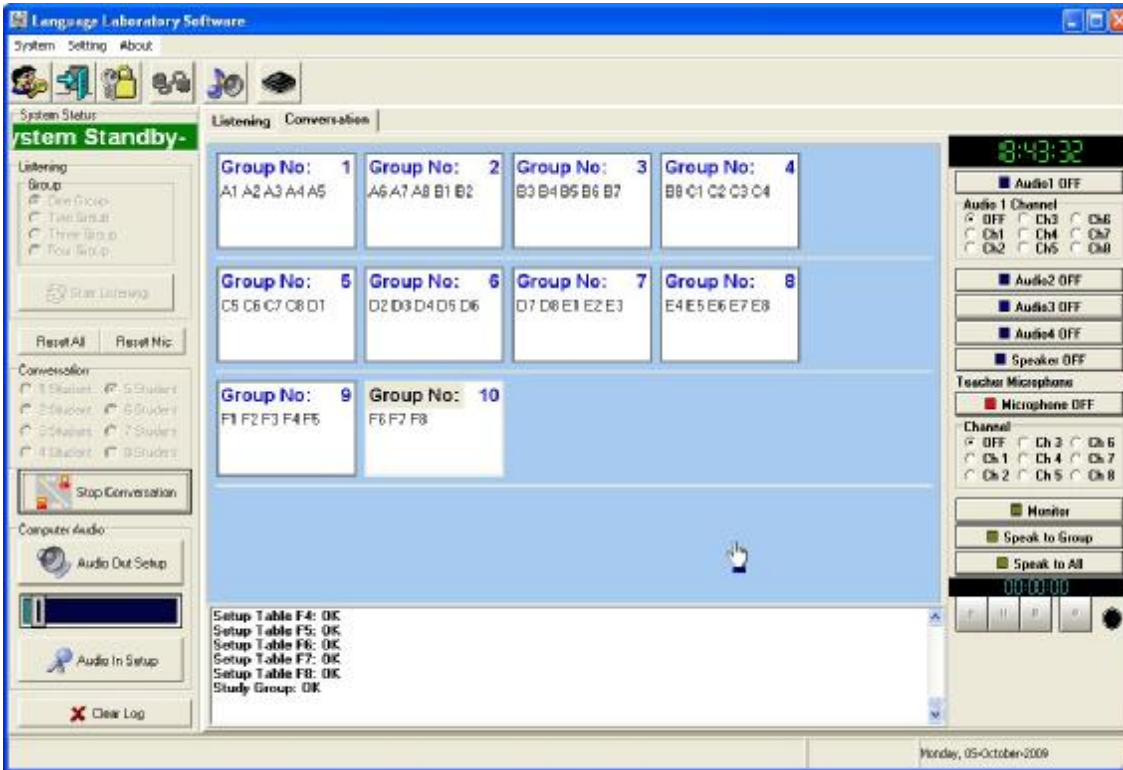 Language Laboratory Software
System Setting About
System Status
ystem Standby-
Listening
Group
One Group
Two Group
Three Group
Four Group
Start Listening
Reset All Reset Mic
Conversation
1 Student 5 Student
2 Student 6 Student
3 Student 7 Student
4 Student 8 Student
Stop Conversation
Computer Audio
Audio Out Setup
Audio In Setup
Clear Log
Listening Conversation
Group No: 1 Group No: 2 Group No: 3 Group No: 4
A1 A2 A3 A4 A5 A6 A7 A8 B1 B2 B3 B4 B5 B6 B7 B8 C1 C2 C3 C4
Group No: 5 Group No: 6 Group No: 7 Group No: 8
C5 C6 C7 C8 D1 D2 D3 D4 D5 D6 D7 D8 E1 E2 E3 E4 E5 E6 E7 E8
Group No: 9 Group No: 10
F1 F2 F3 F4 F5 F6 F7 F8
Setup Table F4: OK
Setup Table F5: OK
Setup Table F6: OK
Setup Table F7: OK
Setup Table F8: OK
Study Group: OK
Audio1 OFF
Audio 1 Channel
OFF Ch3 Ch6
Ch1 Ch4 Ch7
Ch2 Ch5 Ch8
Audio2 OFF
Audio3 OFF
Audio4 OFF
Speaker OFF
Teacher Microphone
Microphone OFF
Channel
OFF Ch 3 Ch 6
Ch 1 Ch 4 Ch 7
Ch 2 Ch 5 Ch 8
Monitor
Speak to Group
Speak to All
00:00:00
Monday, 05-October-2009